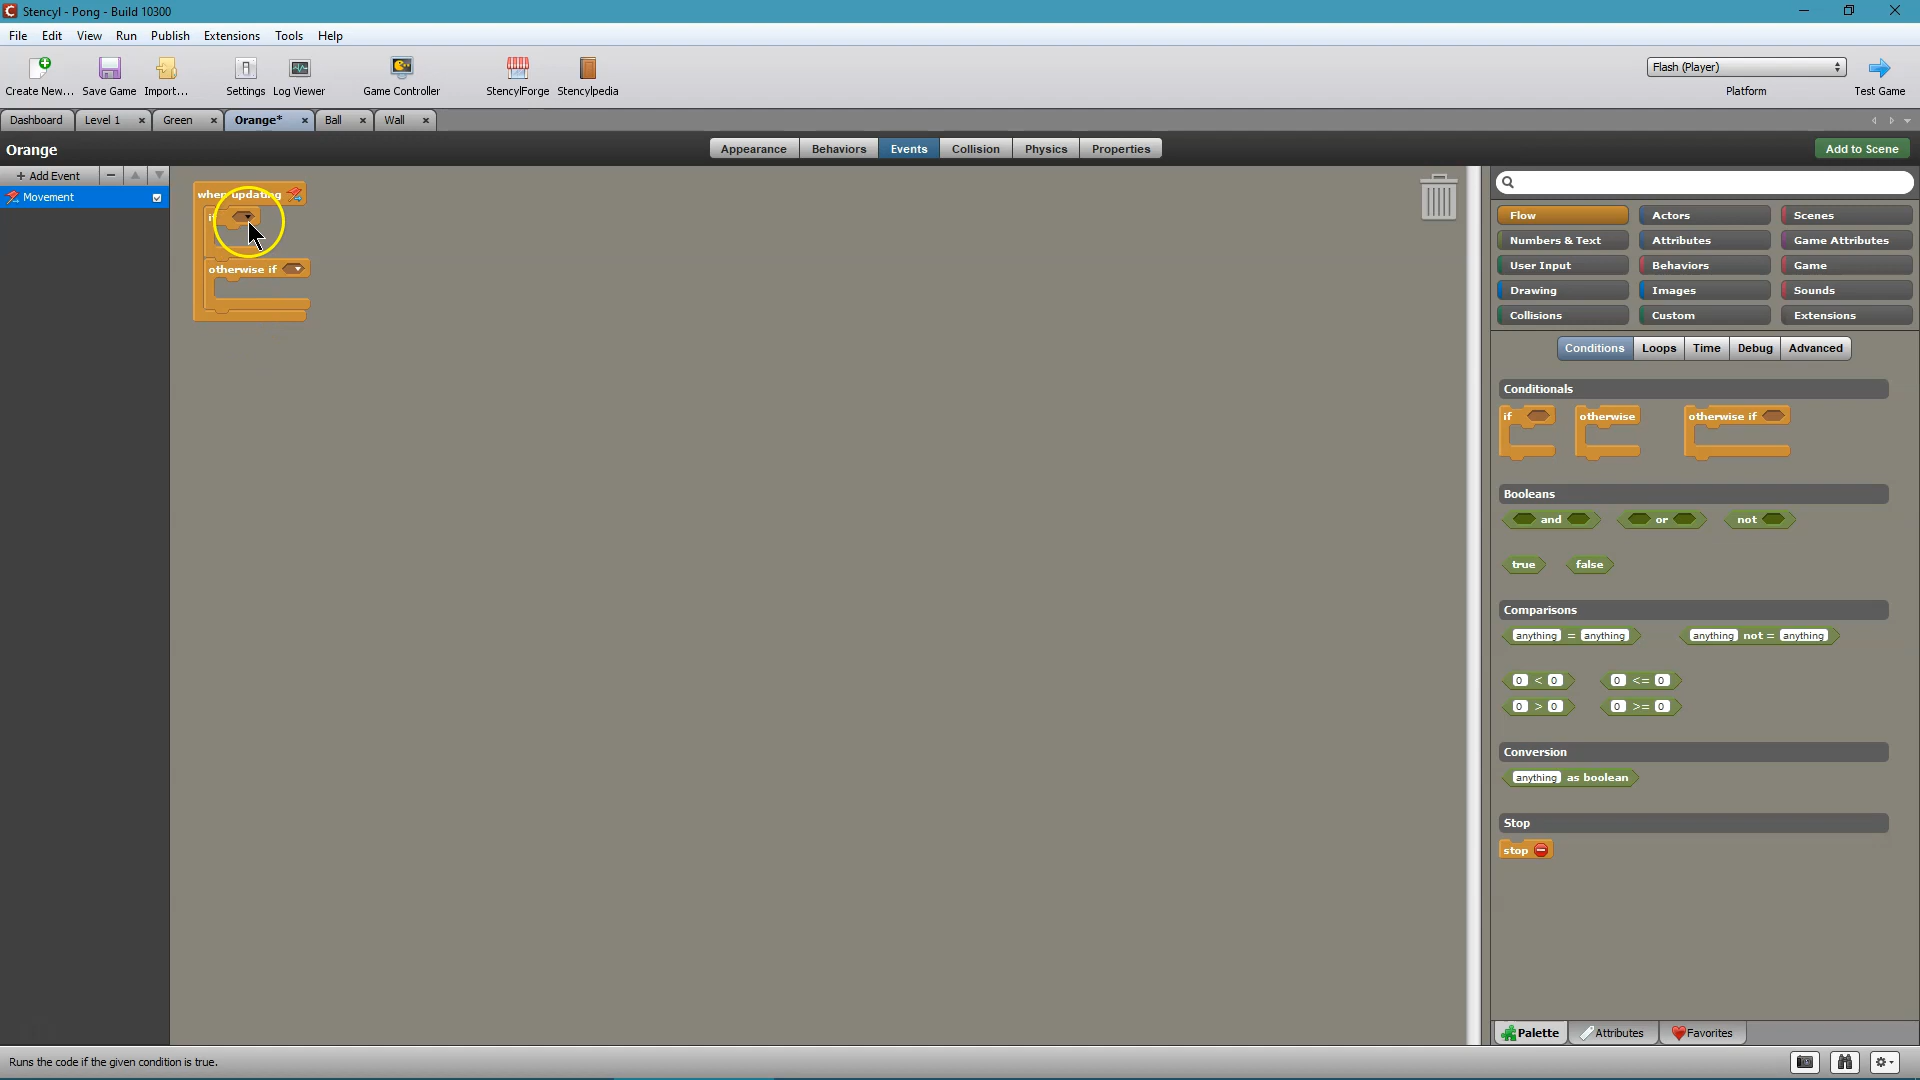 Stencyl - Pong - Build 10300
File Edit View Run Publish Extensions Tools Help
Create New... Save Game Import... Settings Log Viewer Game Controller StencylForge Stencylpedia
Flash (Player)
Platform
Test Game
Dashboard Level 1 Green Orange* Ball Wall
Orange
Appearance Behaviors Events Collision Physics Properties
Add to Scene
+ Add Event
Movement
when updating
if
otherwise if
Flow Actors Scenes
Numbers & Text Attributes Game Attributes
User Input Behaviors Game
Drawing Images Sounds
Collisions Custom Extensions
Conditions Loops Time Debug Advanced
Conditionals
if otherwise otherwise if
Booleans
and or not
true false
Comparisons
anything = anything anything not = anything
0 < 0 0 <= 0
0 > 0 0 >= 0
Conversion
anything as boolean
Stop
stop
Palette Attributes Favorites
Runs the code if the given condition is true.